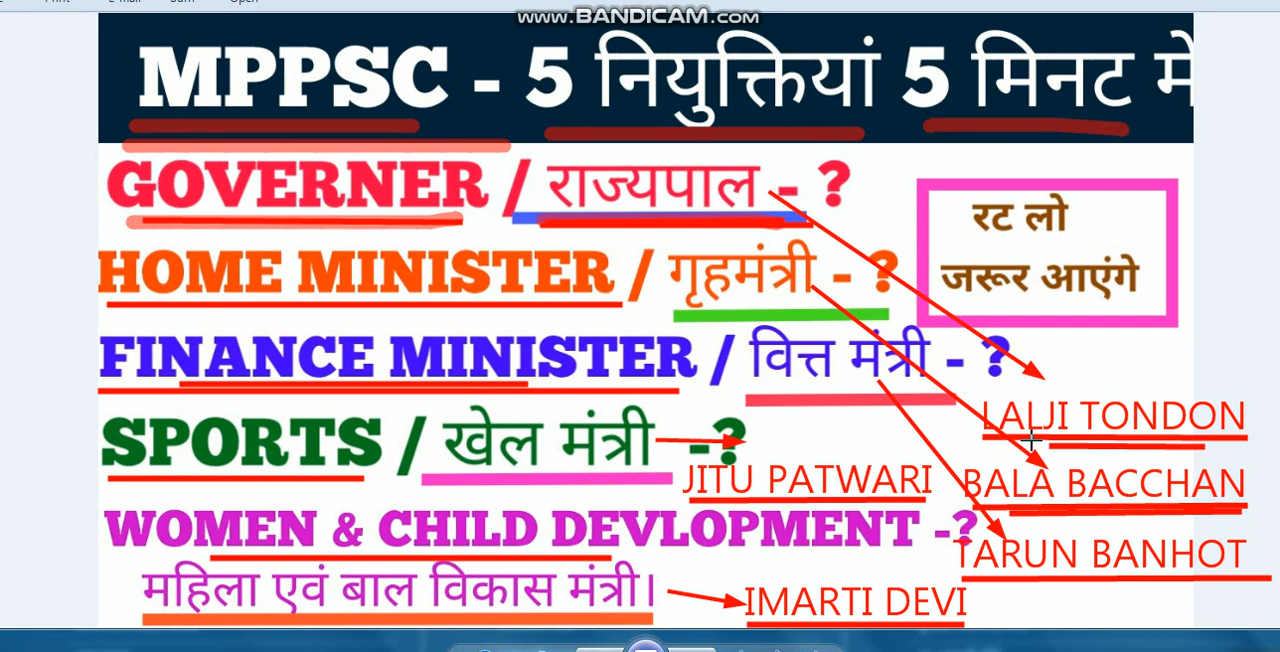 www.BANDICAM.com
MPPSC - 5 नियुक्तियां 5 मिनट में
GOVERNER / राज्यपाल - ?
रट लो
जरूर आएंगे
HOME MINISTER / गृहमंत्री - ?
FINANCE MINISTER / वित्त मंत्री - ?
LALJI TONDON
SPORTS / खेल मंत्री -?
JITU PATWARI
BALA BACCHAN
WOMEN & CHILD DEVLOPMENT -?
TARUN BANHOT
महिला एवं बाल विकास मंत्री।
IMARTI DEVI